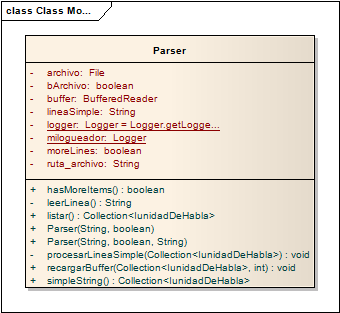 class Class Mo...
Parser
- archivo: File
- bArchivo: boolean
- buffer: BufferedReader
- lineaSimple: String
- logger: Logger = Logger.getLogge...
- milogueador: Logger
- moreLines: boolean
- ruta_archivo: String
+ hasMoreItems() : boolean
- leerLinea() : String
+ listar() : Collection<IunidadDeHabla>
+ Parser(String, boolean)
+ Parser(String, boolean, String)
- procesarLineaSimple(Collection<IunidadDeHabla>) : void
+ recargarBuffer(Collection<IunidadDeHabla>, int) : void
+ simpleString() : Collection<IunidadDeHabla>